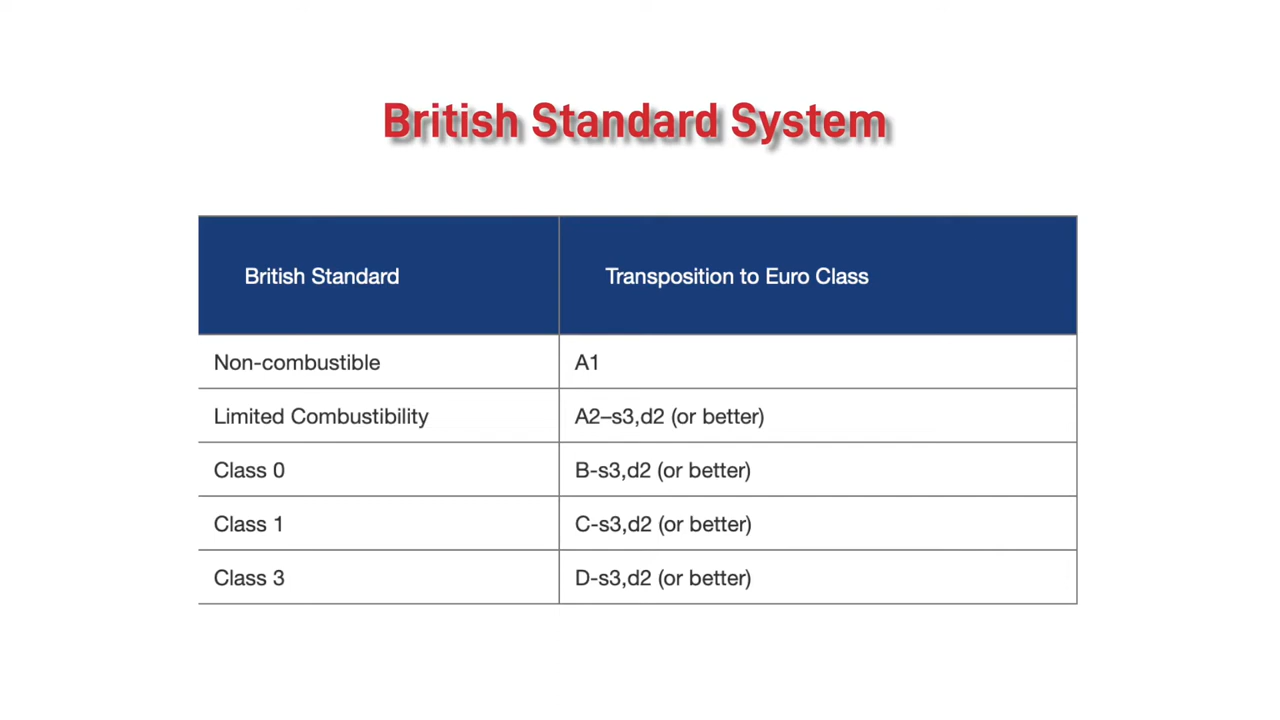 British Standard System
British Standard Transposition to Euro Class
Non-combustible A1
Limited Combustibility A2–s3,d2 (or better)
Class 0 B-s3,d2 (or better)
Class 1 C-s3,d2 (or better)
Class 3 D-s3,d2 (or better)